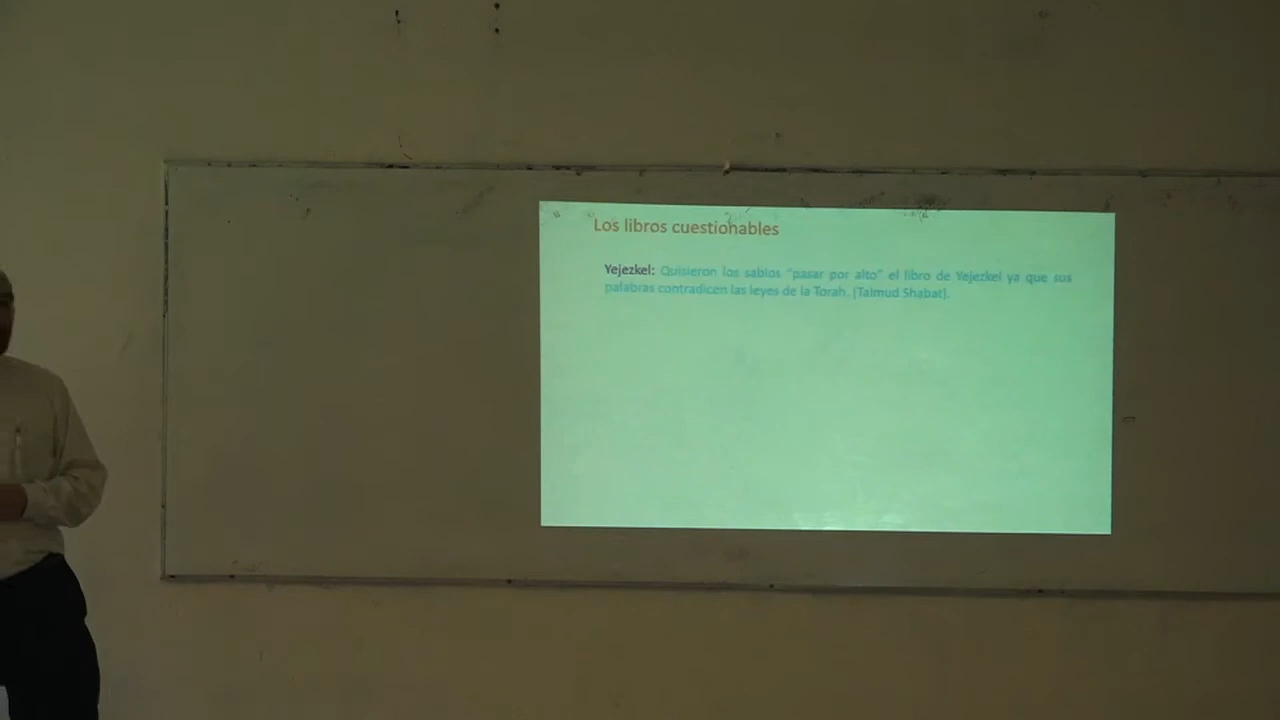 Los libros cuestionables
Yejezkel: Quisieron los sabios "pasar por alto" el libro de Yejezkel ya que sus
palabras contradicen las leyes de la Torah. [Talmud Shabat].